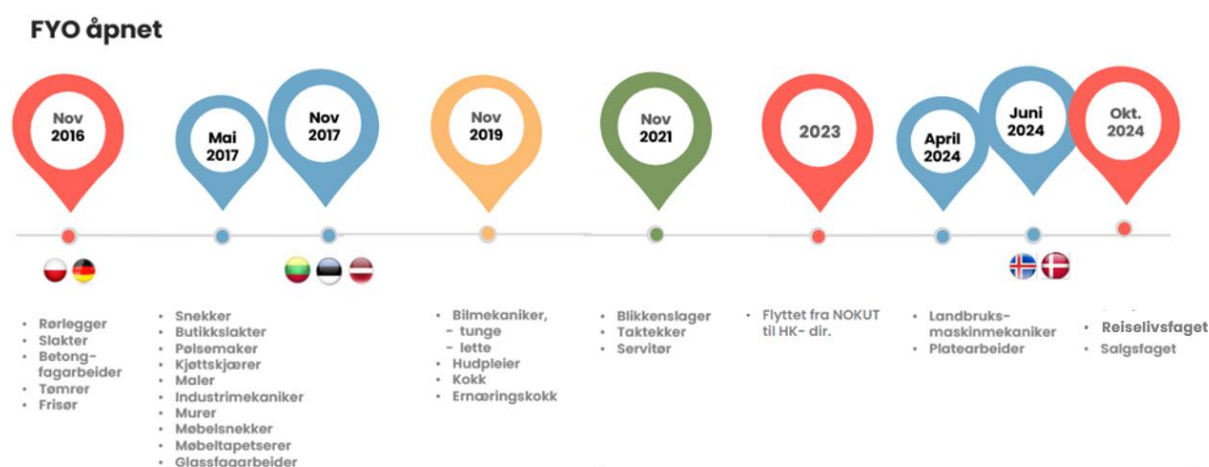 FYO åpnet
Nov
2016
Mai
2017
Nov
2017
Nov
2019
Nov
2021
2023
April
2024
Juni
2024
Okt.
2024
• Rørlegger
• Slakter
• Betong-
fagarbeider
• Tømrer
• Frisør
• Snekker
• Butikkslakter
• Pølsemaker
• Kjøttskjærer
• Maler
• Industrimekaniker
• Murer
• Møbelsnekker
• Møbeltapetserer
• Glassfagarbeider
• Bilmekaniker,
- tunge
- lette
• Hudpleier
• Kokk
• Ernæringskokk
• Blikkenslager
• Taktekker
• Servitør
• Flyttet fra NOKUT
til HK- dir.
• Landbruks-
maskinmekaniker
• Platearbeider
• Reiselivsfaget
• Salgsfaget